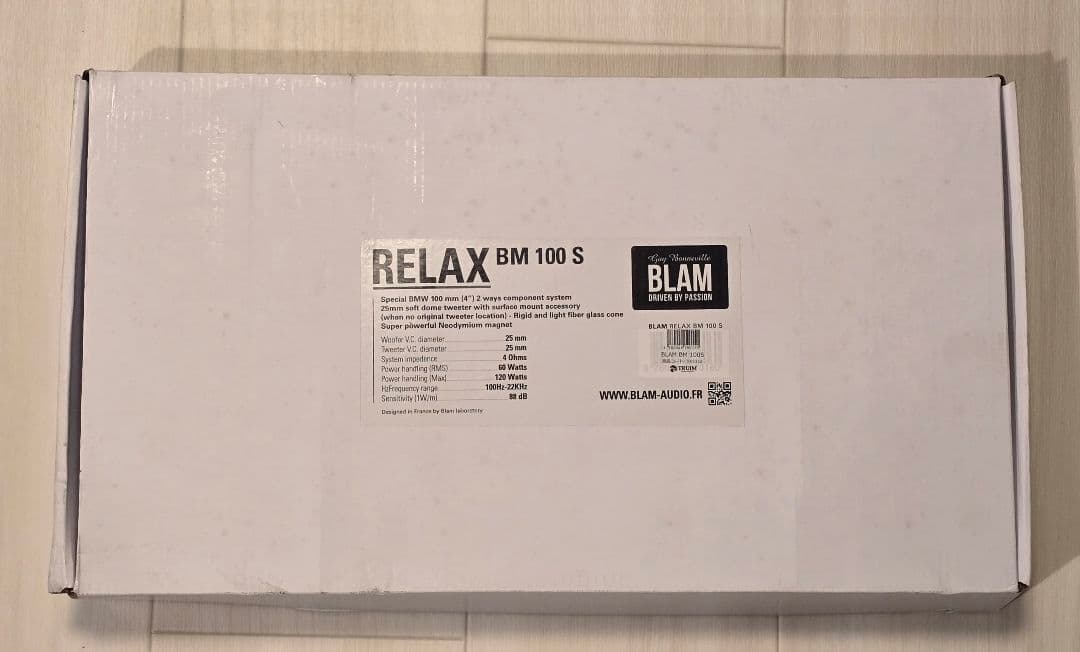 RELAX BM 100 S
Special BMW 100 mm (4") 2 ways component system
25mm soft dome tweeter with surface mount accessory
(when no original tweeter location) - Rigid and light fiber glass cone
Super powerful Neodymium magnet
Woofer V.C. diameter 25 mm
Tweeter V.C. diameter 25 mm
System impedence 4 Ohms
Power handling (RMS) 60 Watts
Power handling (Max) 120 Watts
HzFrequency range 100Hz-22KHz
Sensitivity (1W/m) 88 dB
Designed in France by Blam laboratory
Guy Bonneville
BLAM
DRIVEN BY PASSION
BLAM RELAX BM 100 S
BLAM BM 100S
TRUIM
WWW.BLAM-AUDIO.FR